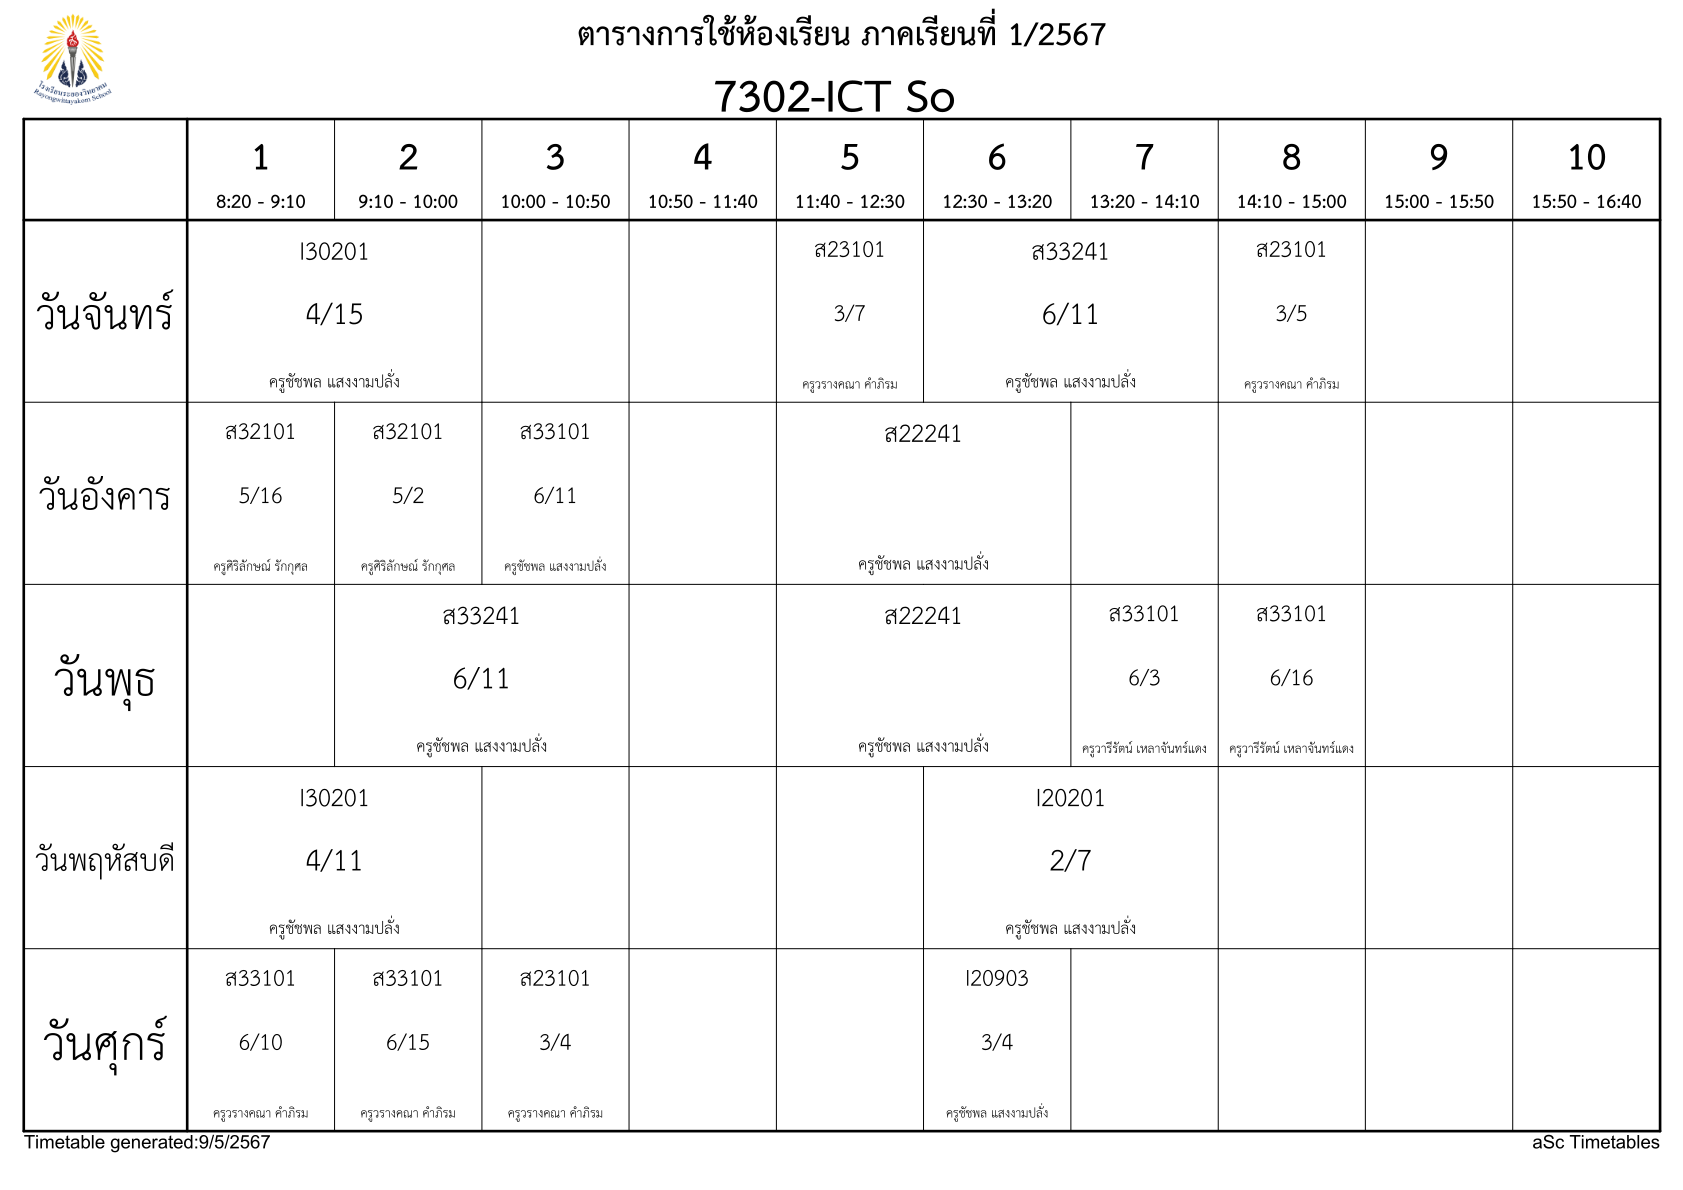 ตารางการใช้ห้องเรียน ภาคเรียนที่ 1/2567
โรงเรียนระยองวิทยาคม
Rayongwittayakom School
7302-ICT So
1 2 3 4 5 6 7 8 9 10
8:20 - 9:10 9:10 - 10:00 10:00 - 10:50 10:50 - 11:40 11:40 - 12:30 12:30 - 13:20 13:20 - 14:10 14:10 - 15:00 15:00 - 15:50 15:50 - 16:40
I30201 ส23101 ส33241 ส23101
วันจันทร์ 4/15 3/7 6/11 3/5
ครูชัชพล แสงงามปลั่ง ครูวรางคณา คำภิรม ครูชัชพล แสงงามปลั่ง ครูวรางคณา คำภิรม
ส32101 ส32101 ส33101 ส22241
วันอังคาร 5/16 5/2 6/11
ครูศิริลักษณ์ รักกุศล ครูศิริลักษณ์ รักกุศล ครูชัชพล แสงงามปลั่ง ครูชัชพล แสงงามปลั่ง
ส33241 ส22241 ส33101 ส33101
วันพุธ 6/11 6/3 6/16
ครูชัชพล แสงงามปลั่ง ครูชัชพล แสงงามปลั่ง ครูวารีรัตน์ เหลาจันทร์แดง ครูวารีรัตน์ เหลาจันทร์แดง
I30201 I20201
วันพฤหัสบดี 4/11 2/7
ครูชัชพล แสงงามปลั่ง ครูชัชพล แสงงามปลั่ง
ส33101 ส33101 ส23101 I20903
วันศุกร์ 6/10 6/15 3/4 3/4
ครูวรางคณา คำภิรม ครูวรางคณา คำภิรม ครูวรางคณา คำภิรม ครูชัชพล แสงงามปลั่ง
Timetable generated:9/5/2567 aSc Timetables